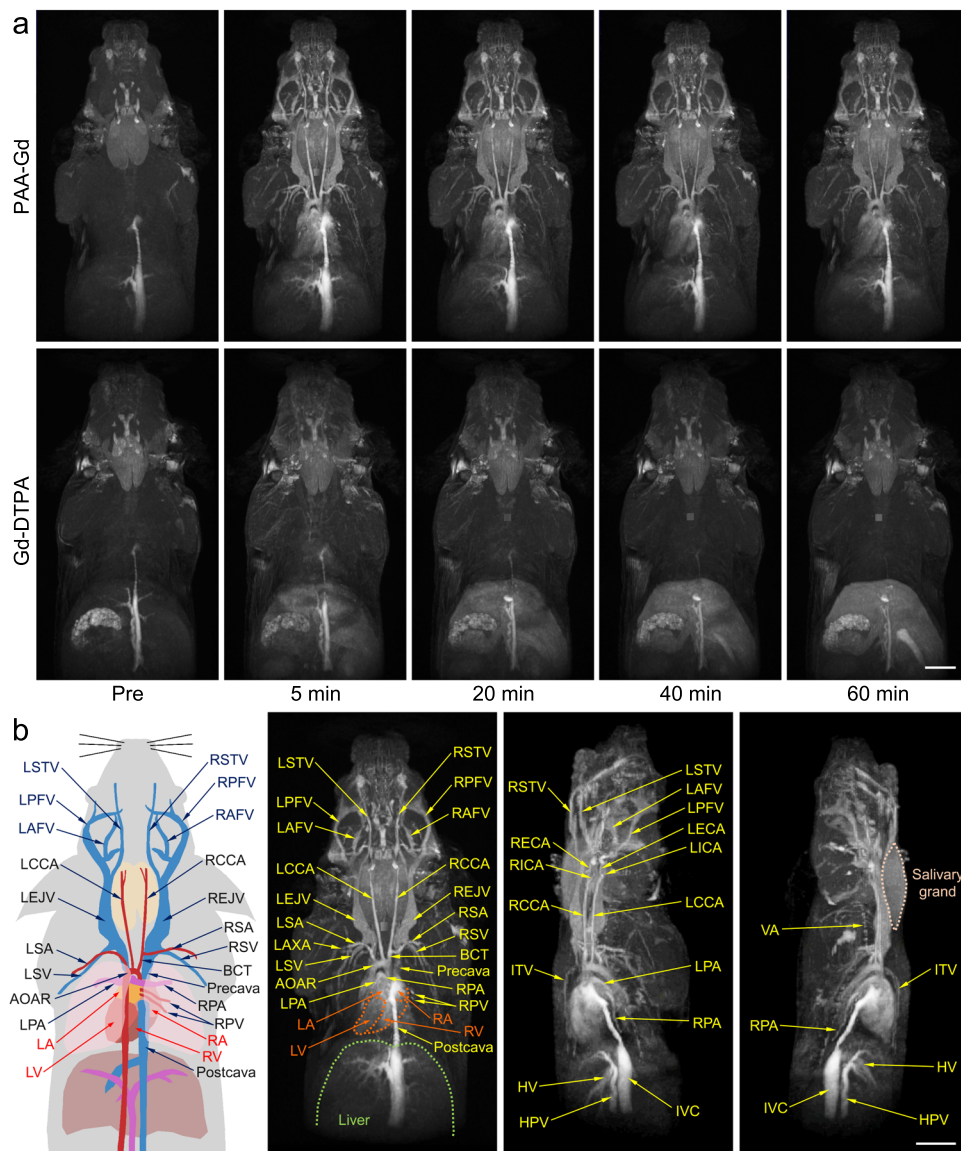 a
PAA-Gd
Gd-DTPA
Pre
5 min
20 min
40 min
60 min
b
LSTV
LPFV
LAFV
LCCA
LEJV
LSA
LSV
AOAR
LPA
LA
LV
RSTV
RPFV
RAFV
RCCA
REJV
RSA
RSV
BCT
Precava
RPA
RPV
RA
RV
Postcava
LSTV
LPFV
LAFV
LCCA
LEJV
LSA
LAXA
LSV
AOAR
LPA
LA
LV
Liver
RSTV
RPFV
RAFV
RCCA
REJV
RSA
RSV
BCT
Precava
RPA
RPV
RA
RV
Postcava
RSTV
RECA
RICA
RCCA
ITV
HV
HPV
LSTV
LAFV
LPFV
LECA
LICA
LCCA
LPA
RPA
IVC
Salivary
grand
VA
RPA
IVC
ITV
HV
HPV